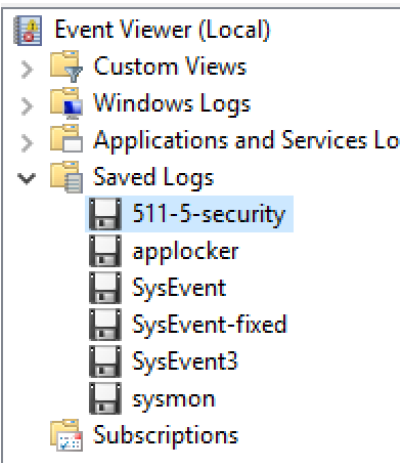 Event Viewer (Local)
Custom Views
Windows Logs
Applications and Services Lo
Saved Logs
511-5-security
applocker
SysEvent
SysEvent-fixed
SysEvent3
sysmon
Subscriptions